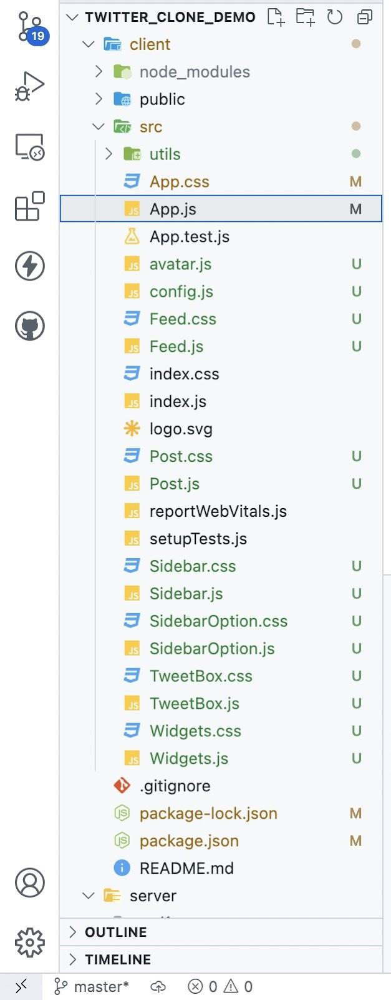 19
TWITTER_CLONE_DEMO
client
node_modules
public
src
utils
App.css M
App.js M
App.test.js
avatar.js U
config.js U
Feed.css U
Feed.js U
index.css
index.js
logo.svg
Post.css U
Post.js U
reportWebVitals.js
setupTests.js
Sidebar.css U
Sidebar.js U
SidebarOption.css U
SidebarOption.js U
TweetBox.css U
TweetBox.js U
Widgets.css U
Widgets.js U
.gitignore
package-lock.json M
package.json M
README.md
server
OUTLINE
TIMELINE
master* 0 0